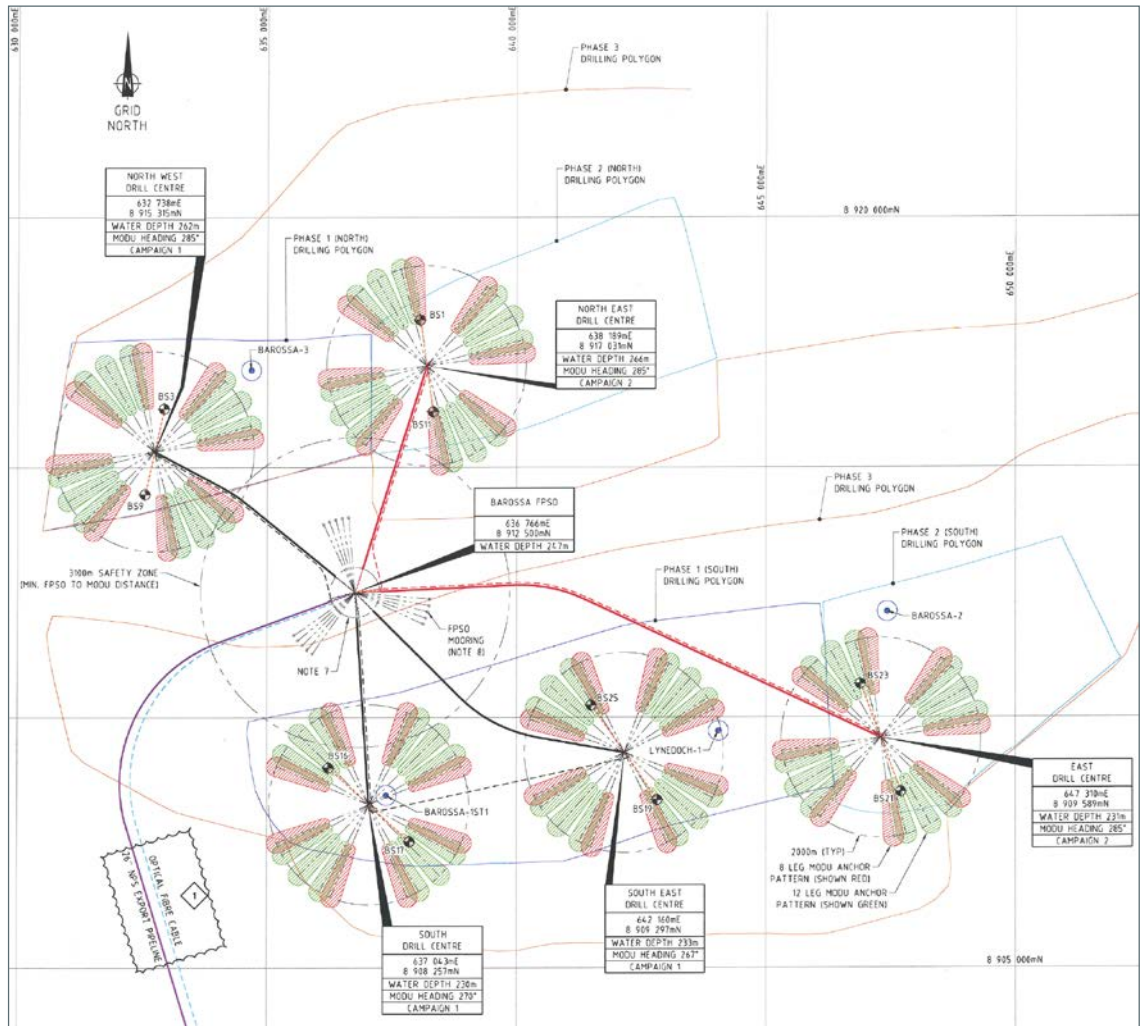 630 000mE
635 000mE
640 000mE
645 000mE
650 000mE
8 920 000mN
8 905 000mN
N
GRID
NORTH
PHASE 3
DRILLING POLYGON
PHASE 2 (NORTH)
DRILLING POLYGON
NORTH WEST
DRILL CENTRE
632 738mE
8 915 315mN
WATER DEPTH 262m
MODU HEADING 285°
CAMPAIGN 1
PHASE 1 (NORTH)
DRILLING POLYGON
BAROSSA-3
BS1
BS11
NORTH EAST
DRILL CENTRE
638 189mE
8 917 031mN
WATER DEPTH 266m
MODU HEADING 285°
CAMPAIGN 2
BS3
BS9
PHASE 3
DRILLING POLYGON
BAROSSA FPSO
636 766mE
8 912 500mN
WATER DEPTH 247m
PHASE 2 (SOUTH)
DRILLING POLYGON
3100m SAFETY ZONE
(MIN. FPSO TO MODU DISTANCE)
PHASE 1 (SOUTH)
DRILLING POLYGON
BAROSSA-2
FPSO
MOORING
(NOTE 8)
NOTE 7
BS25
BS23
LYNEDOCH-1
BS16
BAROSSA-1ST1
BS17
BS19
BS21
EAST
DRILL CENTRE
647 310mE
8 909 589mN
WATER DEPTH 231m
MODU HEADING 285°
CAMPAIGN 2
2000m (TYP)
8 LEG MODU ANCHOR
PATTERN (SHOWN RED)
12 LEG MODU ANCHOR
PATTERN (SHOWN GREEN)
OPTICAL FIBRE CABLE
26" NPS EXPORT PIPELINE
1
SOUTH EAST
DRILL CENTRE
642 160mE
8 909 297mN
WATER DEPTH 233m
MODU HEADING 267°
CAMPAIGN 1
SOUTH
DRILL CENTRE
637 043mE
8 908 257mN
WATER DEPTH 230m
MODU HEADING 270°
CAMPAIGN 1